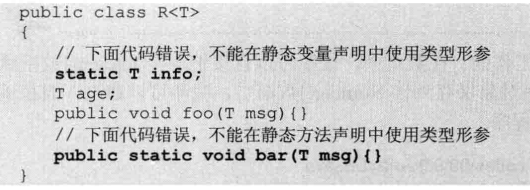 public class R<T>
{
// 下面代码错误，不能在静态变量声明中使用类型形参
static T info;
T age;
public void foo(T msg){}
// 下面代码错误，不能在静态方法声明中使用类型形参
public static void bar(T msg){}
}